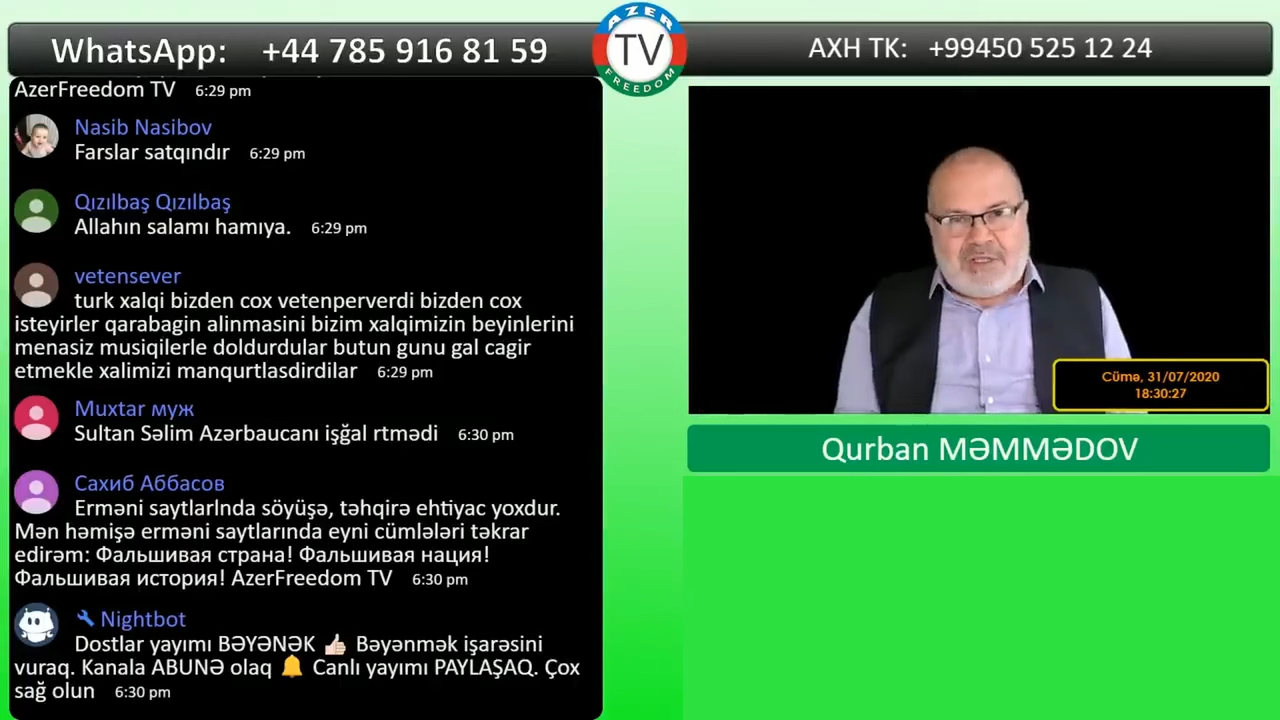 WhatsApp: +44 785 916 81 59
AZER
TV
FREEDOM
AXH TK: +99450 525 12 24
AzerFreedom TV 6:29 pm
Nasib Nasibov
Farslar satqındır 6:29 pm
Qızılbaş Qızılbaş
Allahın salamı hamıya. 6:29 pm
vetensever
turk xalqi bizden cox vetenperverdi bizden cox
isteyirler qarabagin alinmasini bizim xalqimizin beyinlerini
menasiz musiqilerle doldurdular butun gunu gal cagir
etmekle xalimizi manqurtlasdirdilar 6:29 pm
Muxtar муж
Sultan Səlim Azərbaucanı işğal rtmədi 6:30 pm
Сахиб Аббасов
Erməni saytlarlnda söyüşə, təhqirə ehtiyac yoxdur.
Mən həmişə erməni saytlarında eyni cümlələri təkrar
edirəm: Фальшивая страна! Фальшивая нация!
Фальшивая история! AzerFreedom TV 6:30 pm
Nightbot
Dostlar yayımı BƏYƏNƏK 👍🏻 Bəyənmək işarəsini
vuraq. Kanala ABUNƏ olaq 🔔 Canlı yayımı PAYLAŞAQ. Çox
sağ olun 6:30 pm
Cümə, 31/07/2020
18:30:27
Qurban MƏMMƏDOV